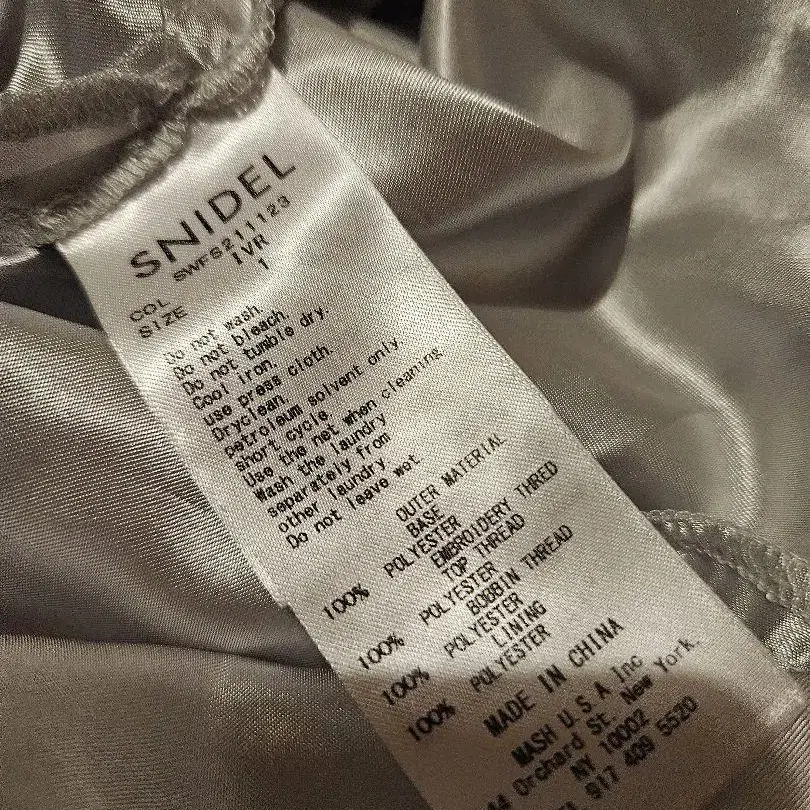 SNIDEL
SWFS211123
COL IVR
SIZE 1
Do not wash.
Do not bleach.
Do not tumble dry.
Cool iron.
use press cloth.
Dryclean.
petroleum solvent only.
short cycle.
Use the net when cleaning.
Wash the laundry
separately from
other laundry.
Do not leave wet.
OUTER MATERIAL
BASE
100% POLYESTER
EMBROIDERY THRED
TOP THREAD
100% POLYESTER
BOBBIN THREAD
100% POLYESTER
LINING
100% POLYESTER
MADE IN CHINA
MASH U.S.A Inc
Orchard St. New York.
NY 10002
917 409 5520